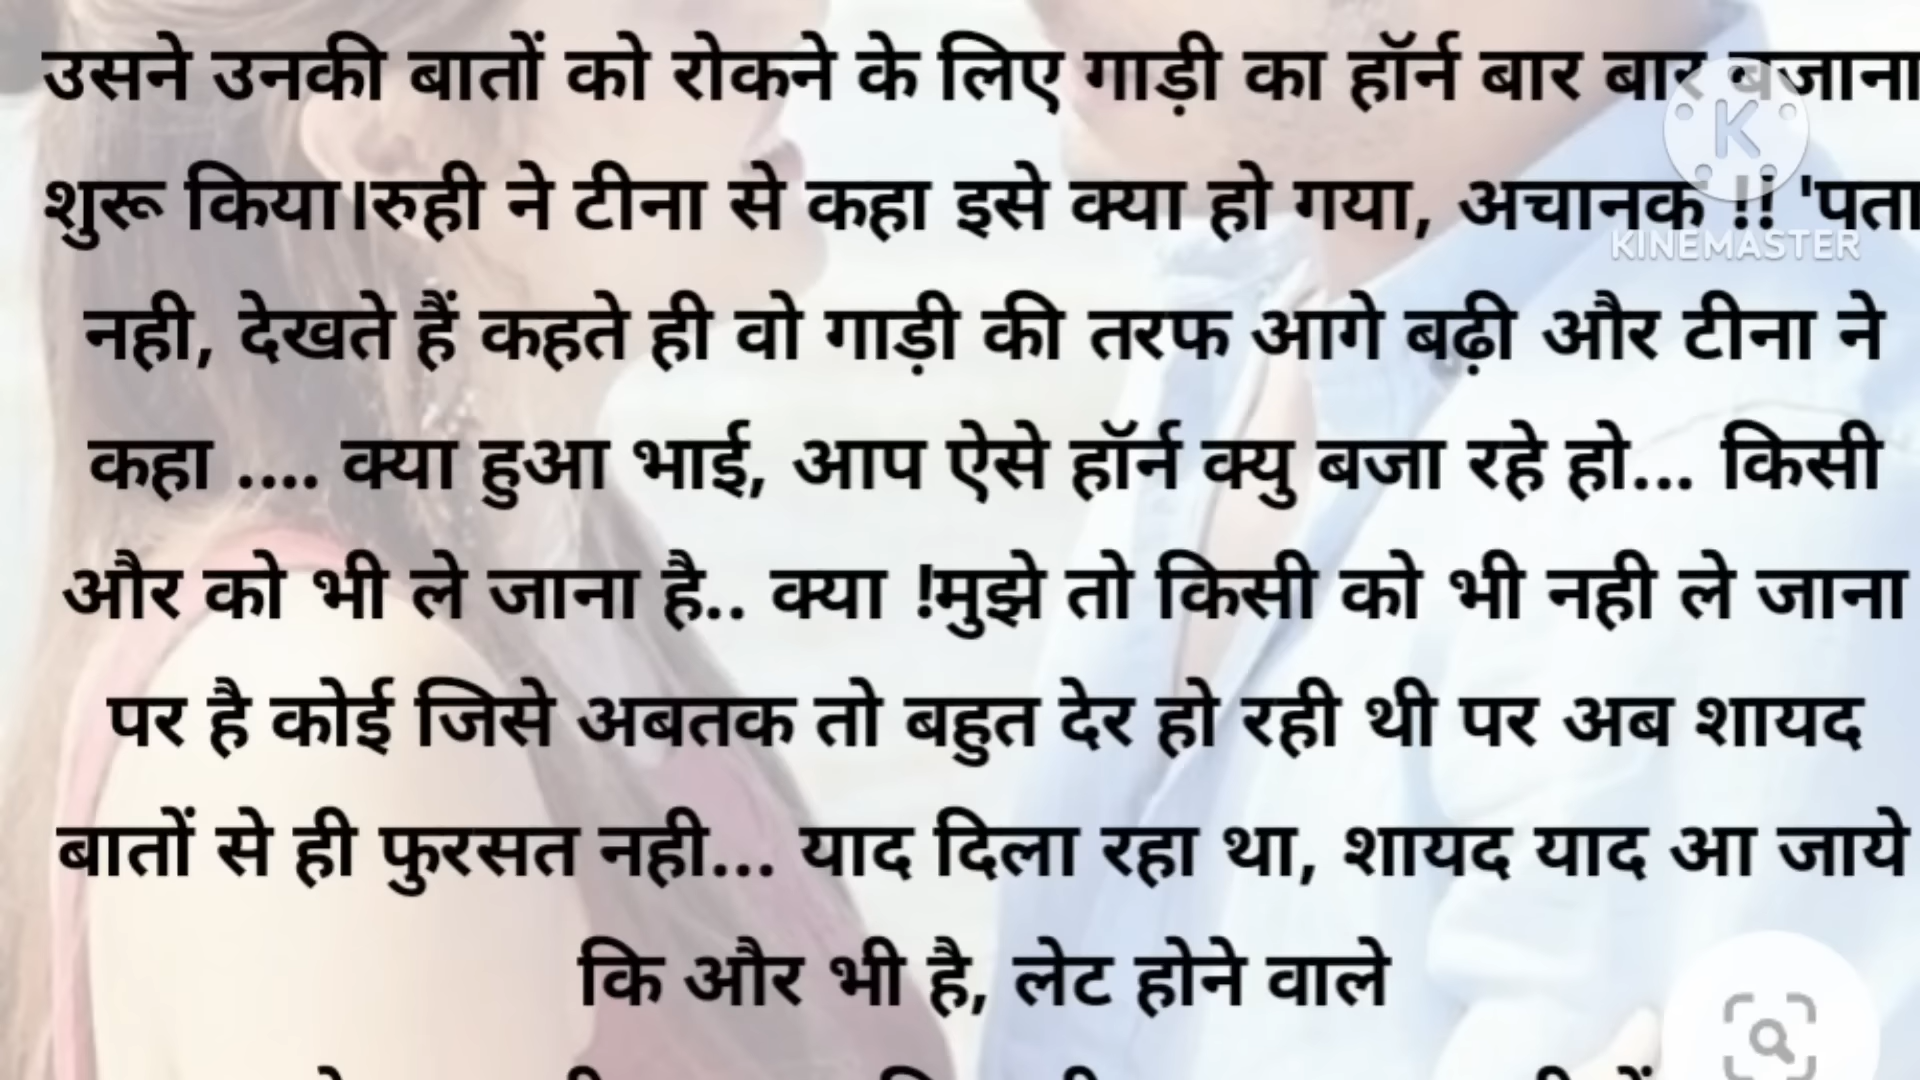 उसने उनकी बातों को रोकने के लिए गाड़ी का हॉर्न बार बार बजाना
शुरू किया।रुही ने टीना से कहा इसे क्या हो गया, अचानक !! 'पता
KINEMASTER
नही, देखते हैं कहते ही वो गाड़ी की तरफ आगे बढ़ी और टीना ने
कहा .... क्या हुआ भाई, आप ऐसे हॉर्न क्यु बजा रहे हो... किसी
और को भी ले जाना है.. क्या !मुझे तो किसी को भी नही ले जाना
पर है कोई जिसे अबतक तो बहुत देर हो रही थी पर अब शायद
बातों से ही फुरसत नही... याद दिला रहा था, शायद याद आ जाये
कि और भी है, लेट होने वाले